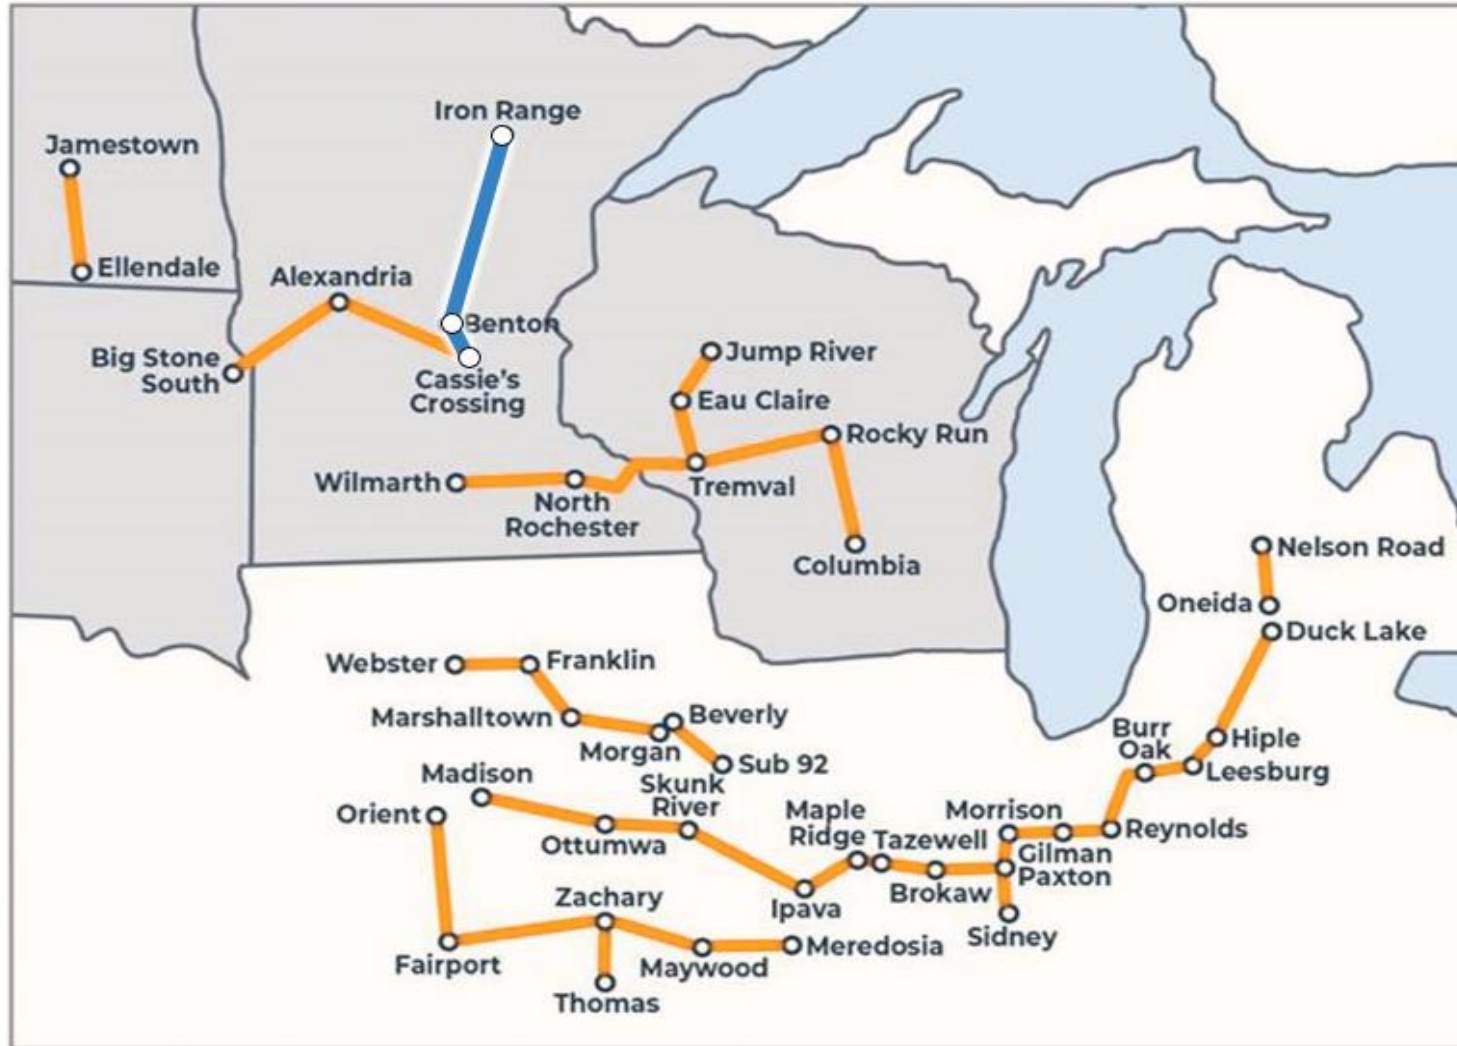 Iron Range
Jamestown
Ellendale
Alexandria
Benton
Big Stone
South
Cassie's
Crossing
Jump River
Eau Claire
Rocky Run
Wilmarth
North
Rochester
Tremval
Columbia
Nelson Road
Oneida
Duck Lake
Webster
Franklin
Marshalltown
Beverly
Morgan
Sub 92
Burr
Oak
Hiple
Leesburg
Madison
Skunk
River
Orient
Ottumwa
Maple
Ridge
Tazewell
Morrison
Reynolds
Gilman
Paxton
Brokaw
Ipava
Sidney
Zachary
Fairport
Maywood
Meredosia
Thomas